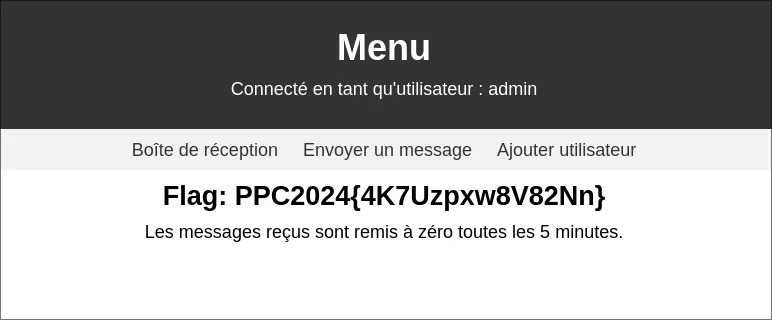 Menu
Connecté en tant qu'utilisateur : admin
Boîte de réception Envoyer un message Ajouter utilisateur
Flag: PPC2024{4K7Uzpxw8V82Nn}
Les messages reçus sont remis à zéro toutes les 5 minutes.